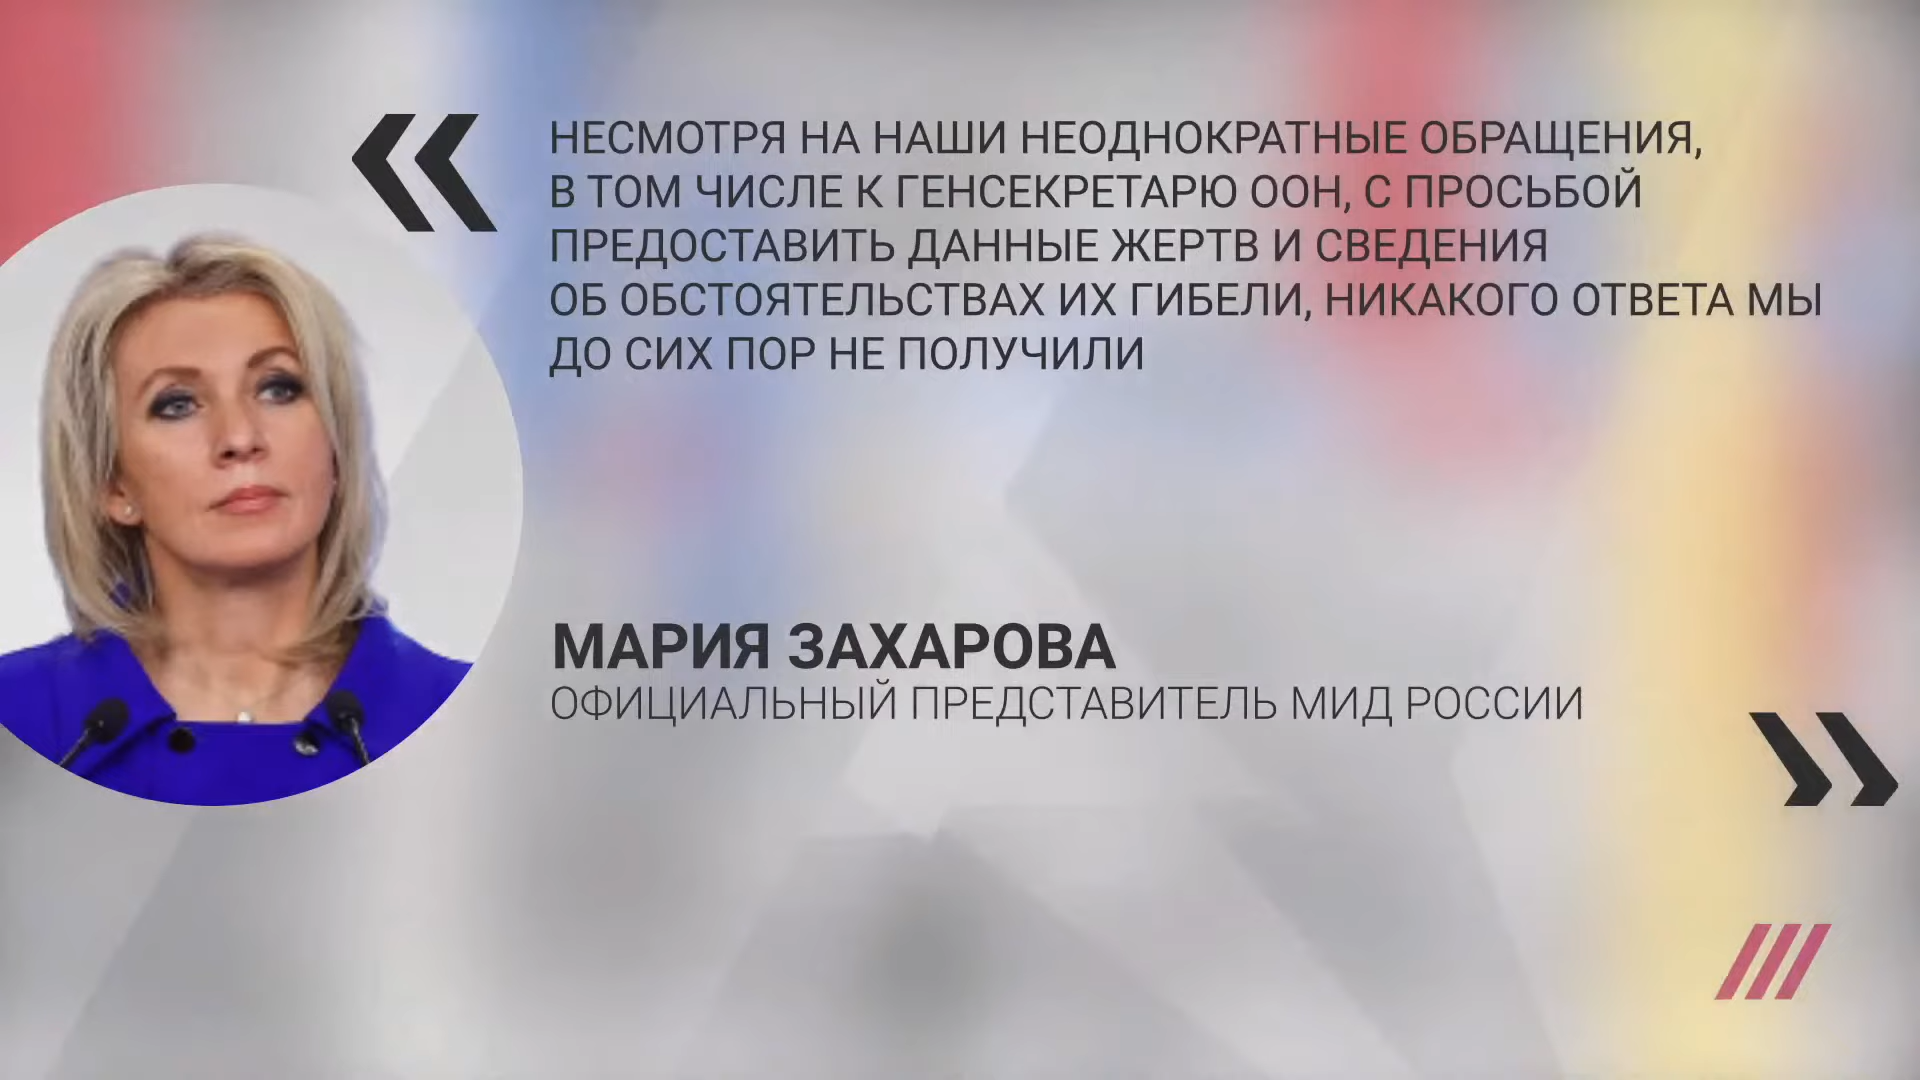 НЕСМОТРЯ НА НАШИ НЕОДНОКРАТНЫЕ ОБРАЩЕНИЯ,
В ТОМ ЧИСЛЕ К ГЕНСЕКРЕТАРЮ ООН, С ПРОСЬБОЙ
ПРЕДОСТАВИТЬ ДАННЫЕ ЖЕРТВ И СВЕДЕНИЯ
ОБ ОБСТОЯТЕЛЬСТВАХ ИХ ГИБЕЛИ, НИКАКОГО ОТВЕТА МЫ
ДО СИХ ПОР НЕ ПОЛУЧИЛИ
МАРИЯ ЗАХАРОВА
ОФИЦИАЛЬНЫЙ ПРЕДСТАВИТЕЛЬ МИД РОССИИ